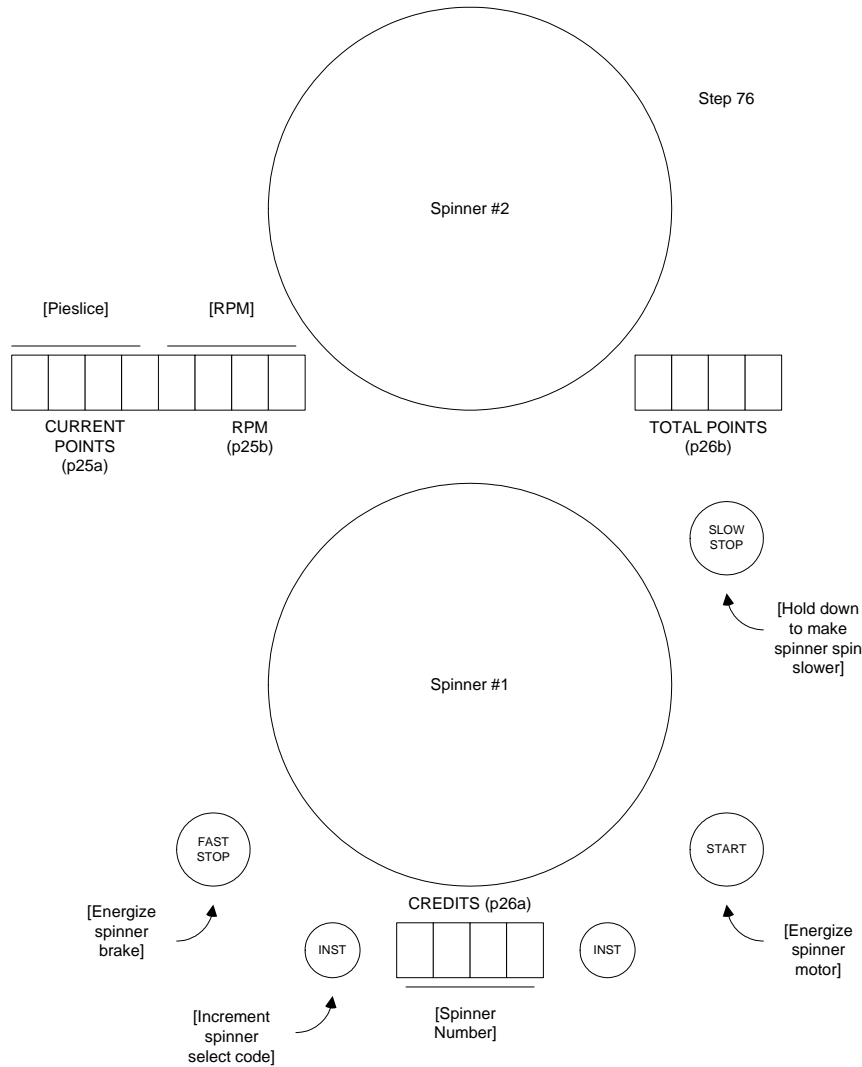 Step 76
Spinner #2
[Pieslice]
[RPM]
CURRENT
POINTS
(p25a)
RPM
(p25b)
TOTAL POINTS
(p26b)
SLOW
STOP
[Hold down
to make
spinner spin
slower]
Spinner #1
FAST
STOP
START
[Energize
spinner
brake]
CREDITS (p26a)
[Energize
spinner
motor]
INST
INST
[Increment
spinner
select code]
[Spinner
Number]